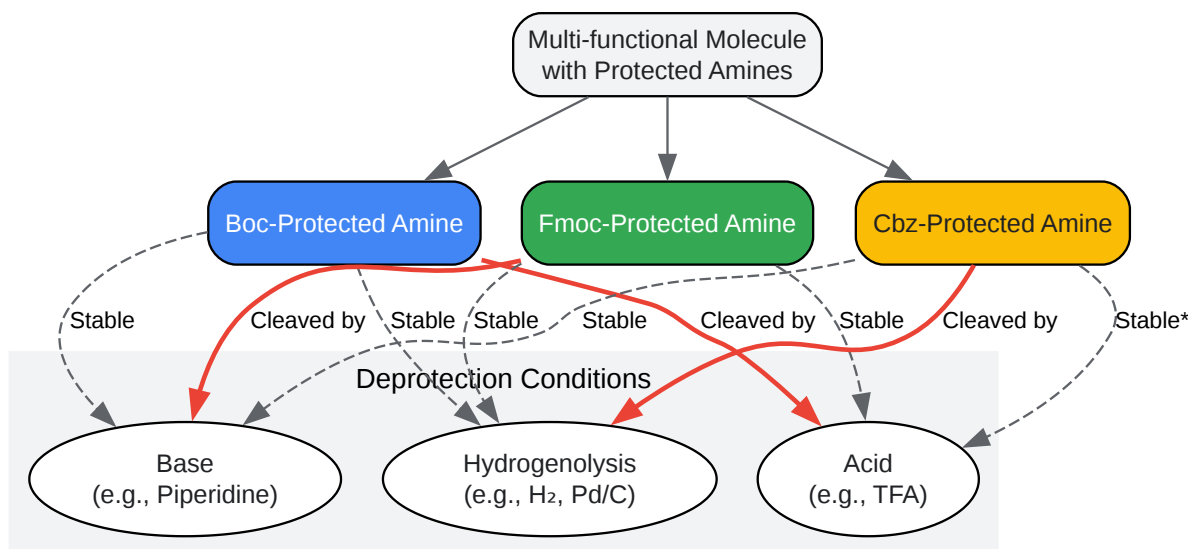 Multi-functional Molecule
with Protected Amines
Boc-Protected Amine
Fmoc-Protected Amine
Cbz-Protected Amine
Stable
Cleaved by
Stable
Stable
Stable
Cleaved by
Stable
Cleaved by
Stable*
Deprotection Conditions
Base
(e.g., Piperidine)
Hydrogenolysis
(e.g., H₂, Pd/C)
Acid
(e.g., TFA)